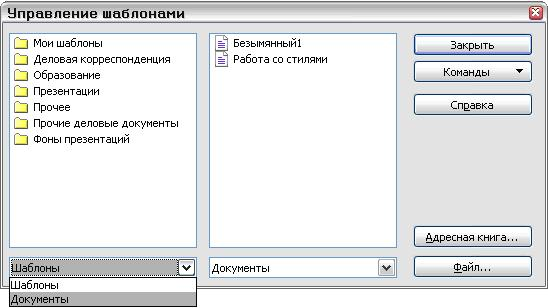 Управление шаблонами
Мои шаблоны
Деловая корреспонденция
Образование
Презентации
Прочее
Прочие деловые документы
Фоны презентаций
Безымянный1
Работа со стилями
Закрыть
Команды
Справка
Адресная книга...
Файл...
Шаблоны
Документы
Шаблоны
Документы